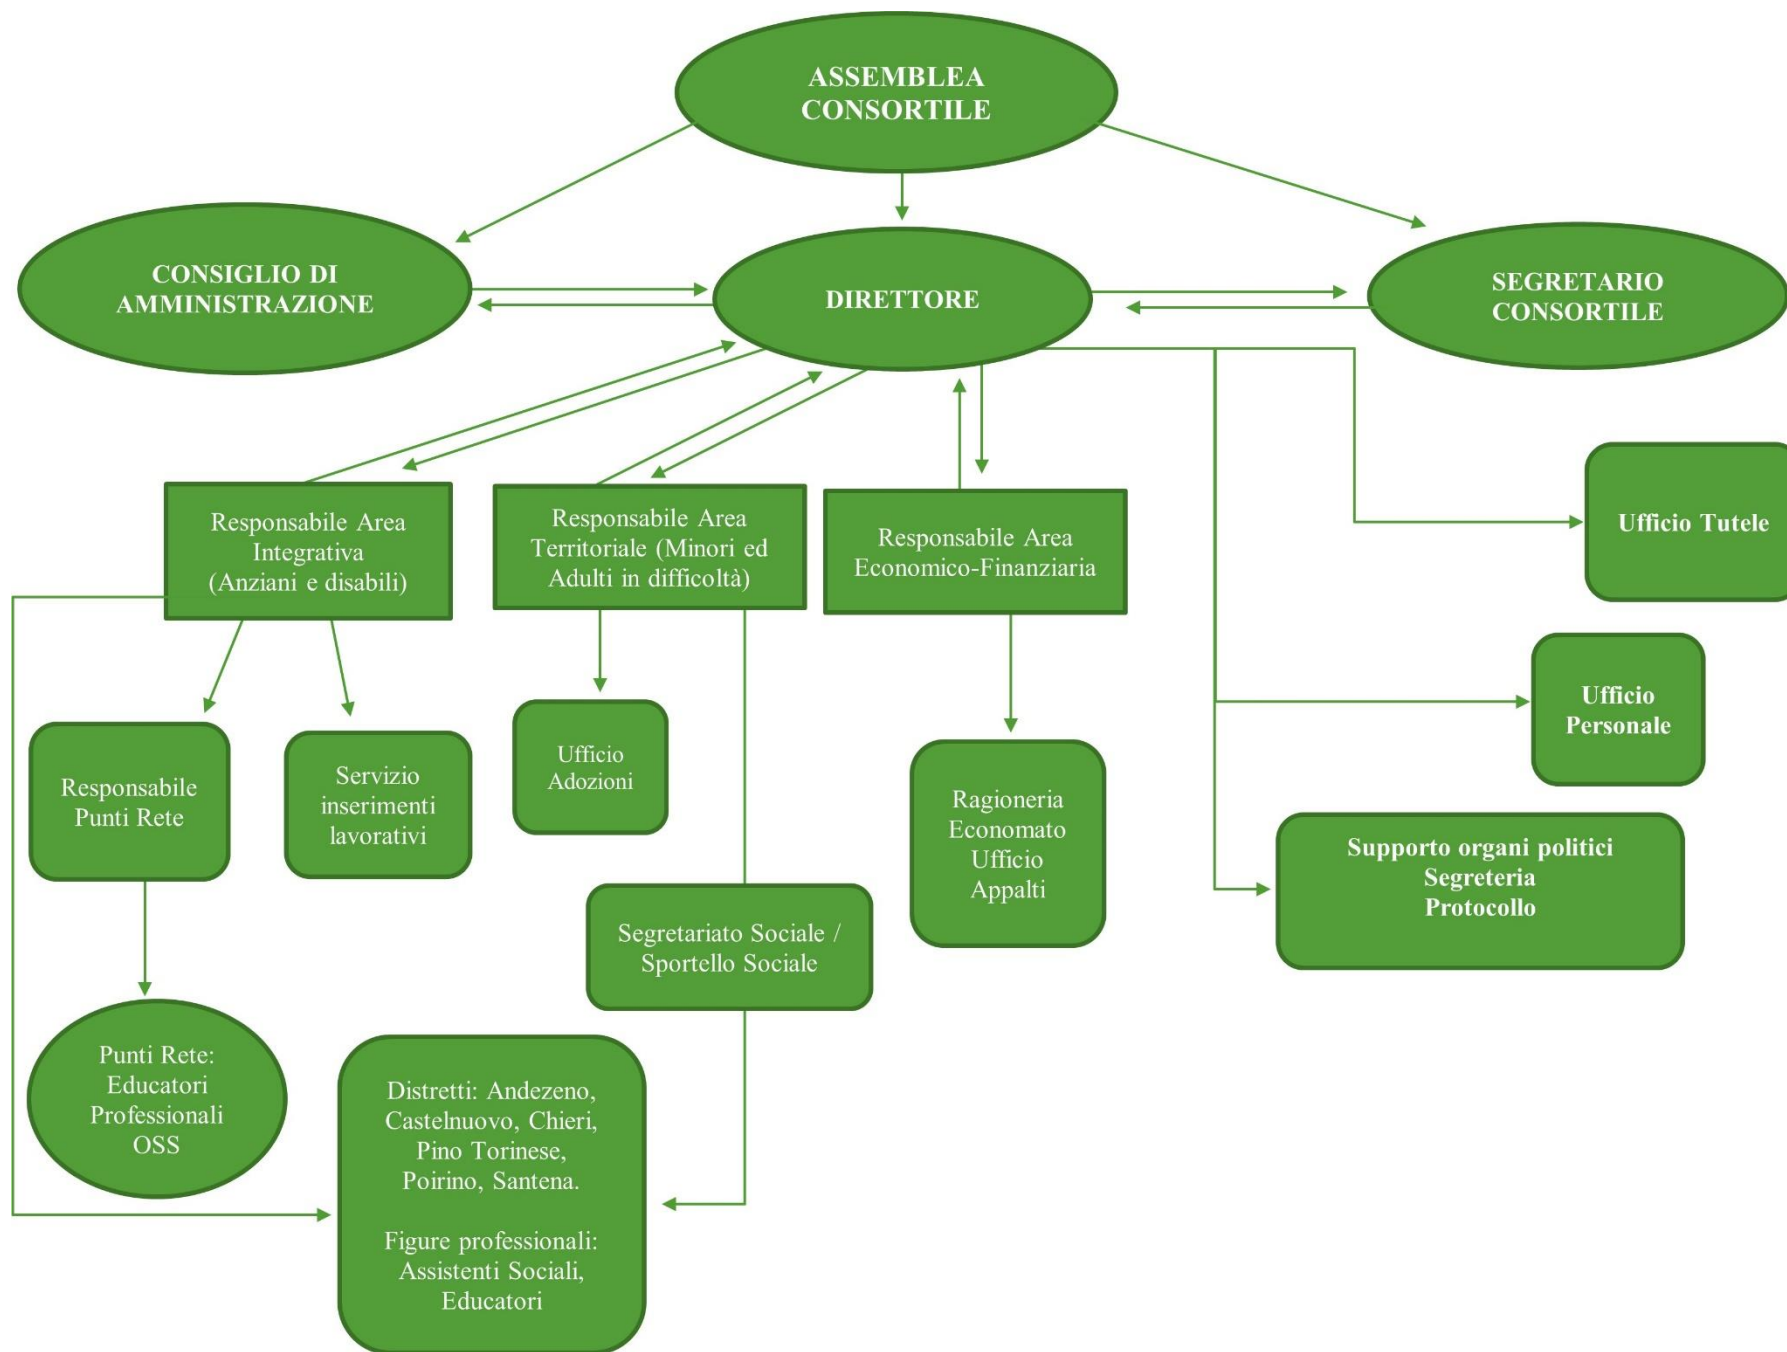 ASSEMBLEA
CONSORTILE
CONSIGLIO DI
AMMINISTRAZIONE
DIRETTORE
SEGRETARIO
CONSORTILE
Responsabile Area
Integrativa
(Anziani e disabili)
Responsabile Area
Territoriale (Minori ed
Adulti in difficoltà)
Responsabile Area
Economico-Finanziaria
Ufficio Tutele
Ufficio
Personale
Responsabile
Punti Rete
Servizio
inserimenti
lavorativi
Ufficio
Adozioni
Ragioneria
Economato
Ufficio
Appalti
Supporto organi politici
Segreteria
Protocollo
Segretariato Sociale /
Sportello Sociale
Punti Rete:
Educatori
Professionali
OSS
Distretti: Andezeno,
Castelnuovo, Chieri,
Pino Torinese,
Poirino, Santena.
Figure professionali:
Assistenti Sociali,
Educatori